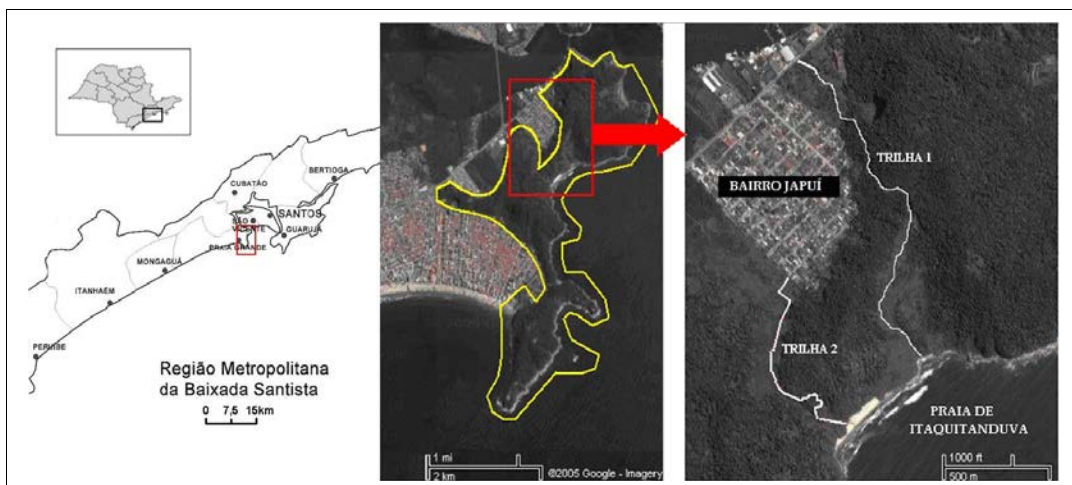 BERTIOGA
CUBATÃO
SANTOS
SÃO
VICENTE
GUARUJÁ
PRAIA GRANDE
MONGAGUÁ
ITANHAÉM
PERUIBE
Região Metropolitana
da Baixada Santista
0 7,5 15km
1 mi
2 km
©2005 Google - Imagery
TRILHA 1
BAIRRO JAPUÍ
TRILHA 2
PRAIA DE
ITAQUITANDUVA
1000 ft
500 m